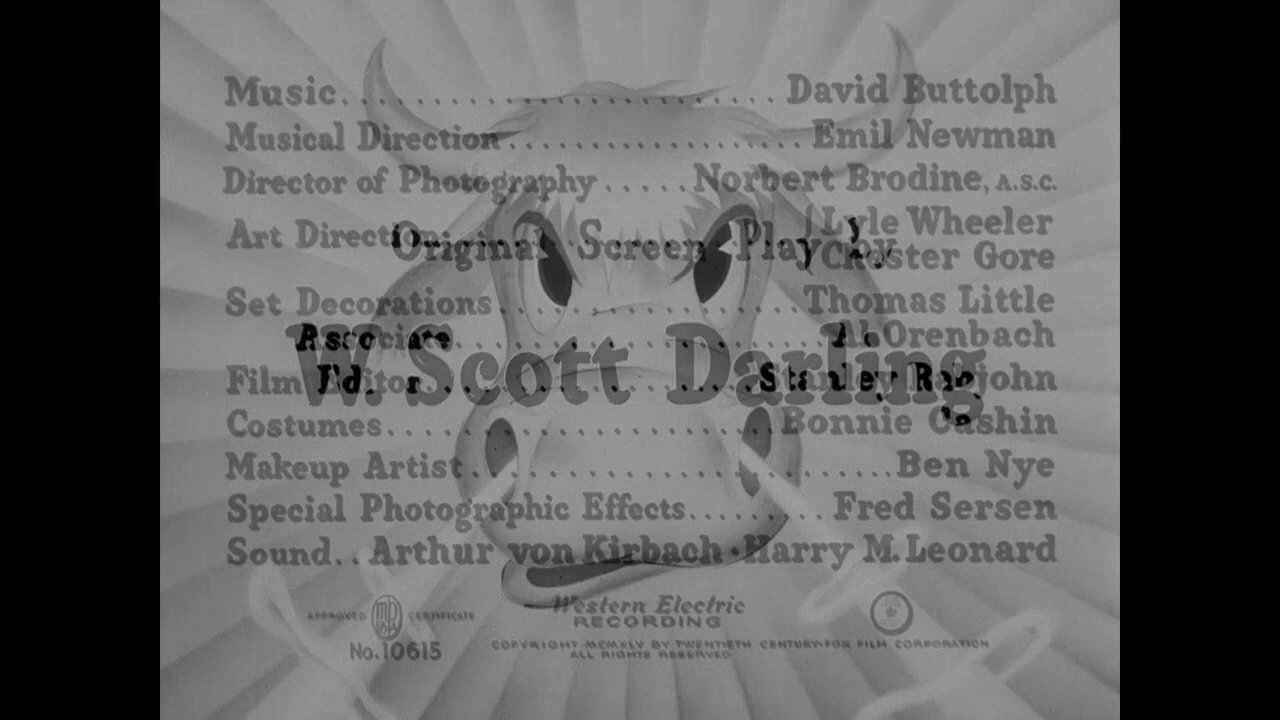 Music. . . . . . . . . . . . . . . . . . . . . . . . . David Buttolph
Musical Direction. . . . . . . . . . . . . . . . . . Emil Newman
Director of Photography . . . . . Norbert Brodine, A.S.C.
Lyle Wheeler
Art Direction
Original Screen Play by
Chester Gore
Set Decorations . . . . . . . . . . . . . . . . . . Thomas Little
Associate . . . . . . . . . . . . . . . . . . Al Orenbach
W. Scott Darling
Film Editor . . . . . . . . . . . . . . Stanley Rabjohn
Costumes. . . . . . . . . . . . . . . . . . . . . . Bonnie Cashin
Makeup Artist. . . . . . . . . . . . . . . . . . . . . . Ben Nye
Special Photographic Effects. . . . . . . . Fred Sersen
Sound. . Arthur von Kirbach · Harry M. Leonard
Western Electric
APPROVED MPDA CERTIFICATE
RECORDING
No. 10615
COPYRIGHT MCMXLV BY TWENTIETH CENTURY-FOX FILM CORPORATION
ALL RIGHTS RESERVED